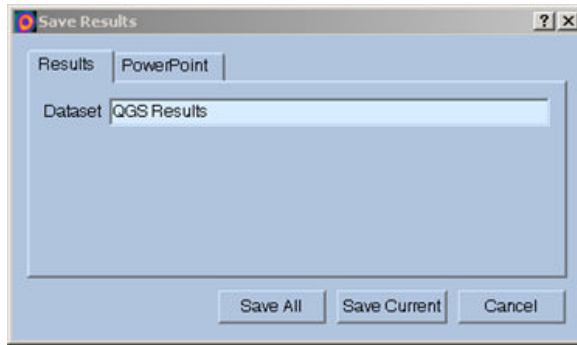 Save Results
Results PowerPoint
Dataset QGS Results
Save All Save Current Cancel